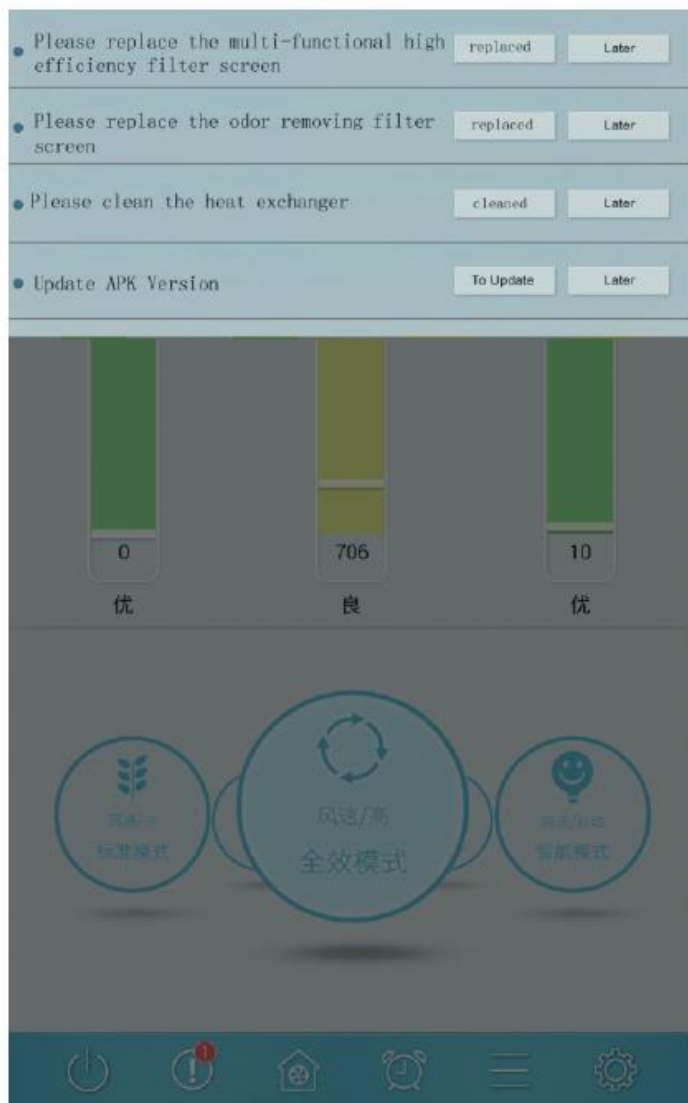 Please replace the multi-functional high
efficiency filter screen
replaced
Later
Please replace the odor removing filter
screen
replaced
Later
Please clean the heat exchanger
cleaned
Later
Update APK Version
To Update
Later
0
706
10
优
良
优
风速/高
全效模式
标准模式
智能模式
1